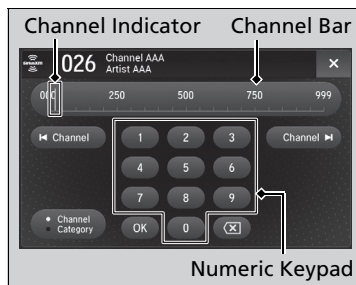 Channel Indicator Channel Bar
SiriusXM 026 Channel AAA
Artist AAA
000 250 500 750 999
Channel 1 2 3 Channel
4 5 6
7 8 9
Channel
Category
OK 0
Numeric Keypad